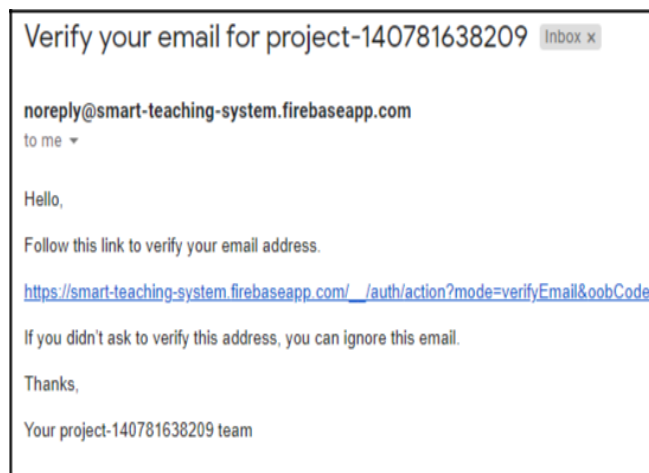 Verify your email for project-140781638209 Inbox x
noreply@smart-teaching-system.firebaseapp.com
to me
Hello,
Follow this link to verify your email address.
https://smart-teaching-system.firebaseapp.com/__/auth/action?mode=verifyEmail&oobCode
If you didn't ask to verify this address, you can ignore this email.
Thanks,
Your project-140781638209 team